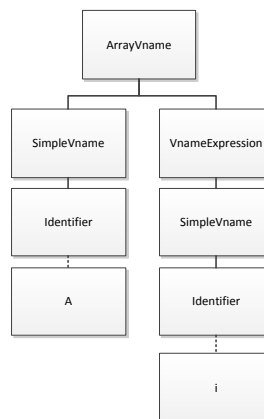 ArrayVname
SimpleVname
VnameExpression
Identifier
SimpleVname
A
Identifier
i